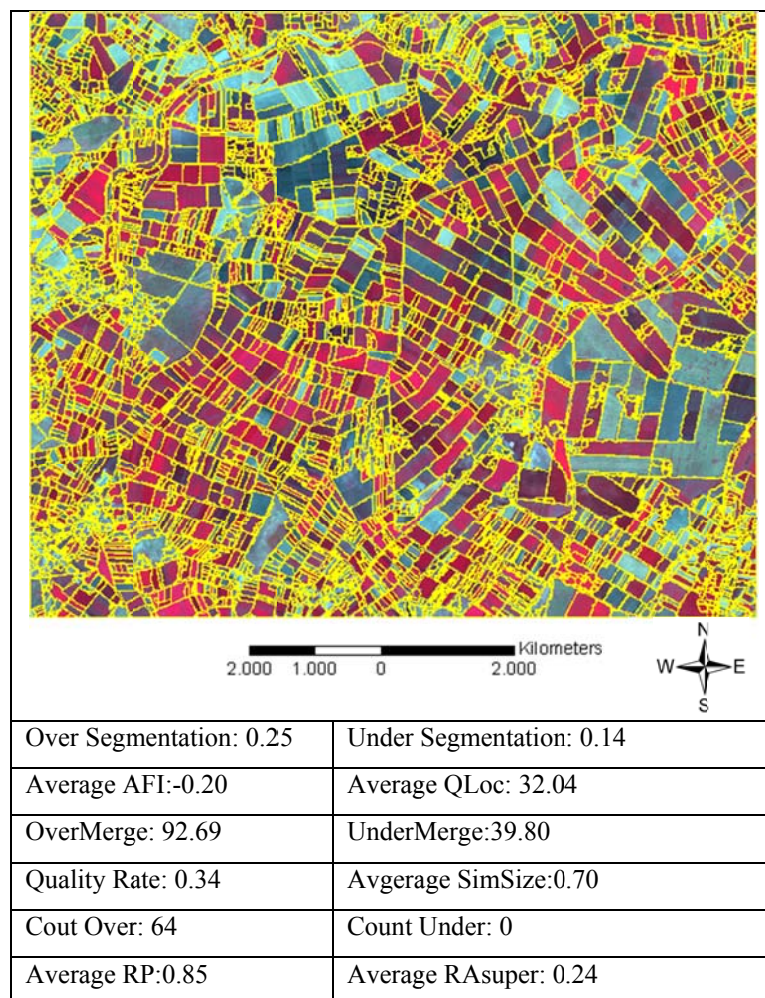 N
Kilometers
2.000 1.000 0 2.000
W E
S
Over Segmentation: 0.25 Under Segmentation: 0.14
Average AFI:-0.20 Average QLoc: 32.04
OverMerge: 92.69 UnderMerge:39.80
Quality Rate: 0.34 Avgerage SimSize:0.70
Cout Over: 64 Count Under: 0
Average RP:0.85 Average RAsuper: 0.24